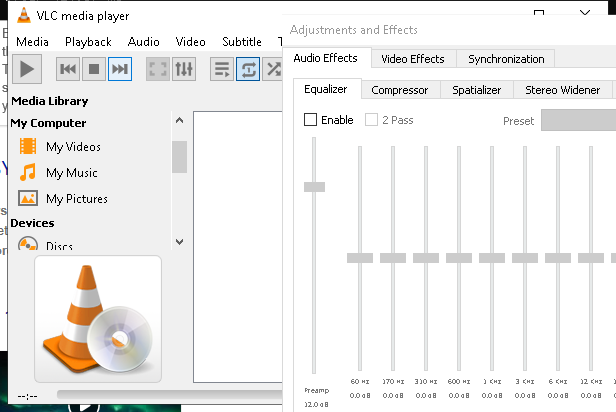 VLC media player
Media Playback Audio Video Subtitle T
Media Library
My Computer
My Videos
My Music
My Pictures
Devices
Discs
--:--
Adjustments and Effects
Audio Effects Video Effects Synchronization
Equalizer Compressor Spatializer Stereo Widener
Enable 2 Pass Preset
60 Hz 170 Hz 310 Hz 600 Hz 1 KHz 3 KHz 6 KHz 12 KHz
Preamp 0.0 dB 0.0 dB 0.0 dB 0.0 dB 0.0 dB 0.0 dB 0.0 dB 0.0 dB
12.0 dB